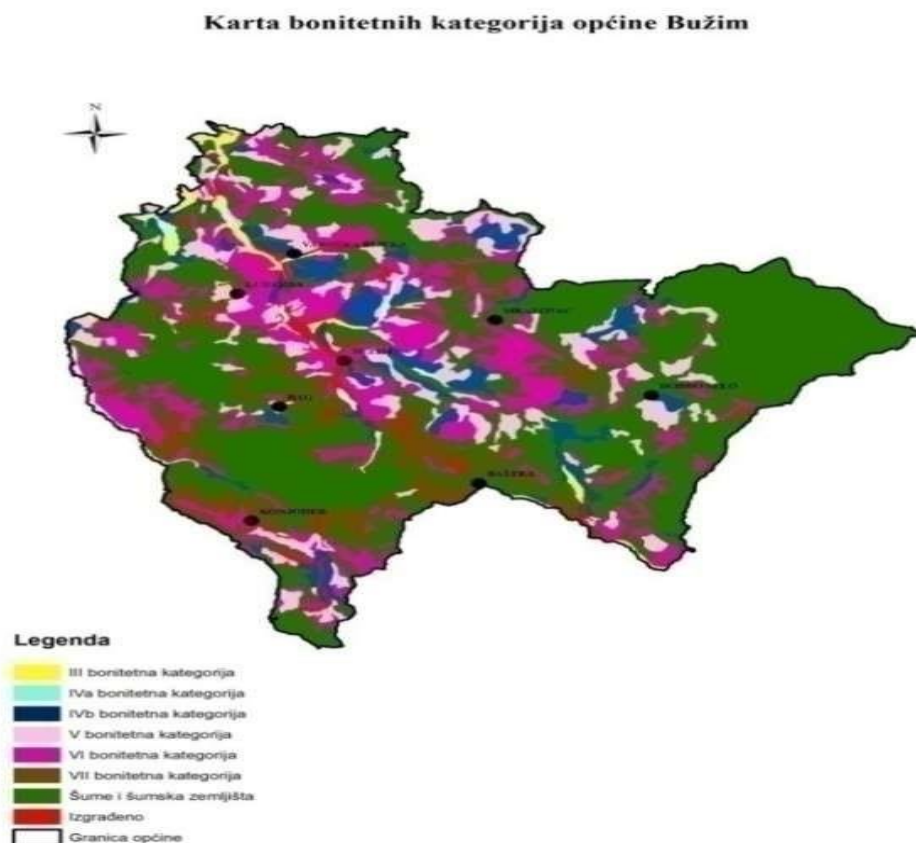 Karta bonitetnih kategorija općine Bužim
N
KONJODER
Legenda
III bonitetna kategorija
IVa bonitetna kategorija
IVb bonitetna kategorija
V bonitetna kategorija
VI bonitetna kategorija
VII bonitetna kategorija
Šume i šumska zemljišta
Izgrađeno
Granica općine